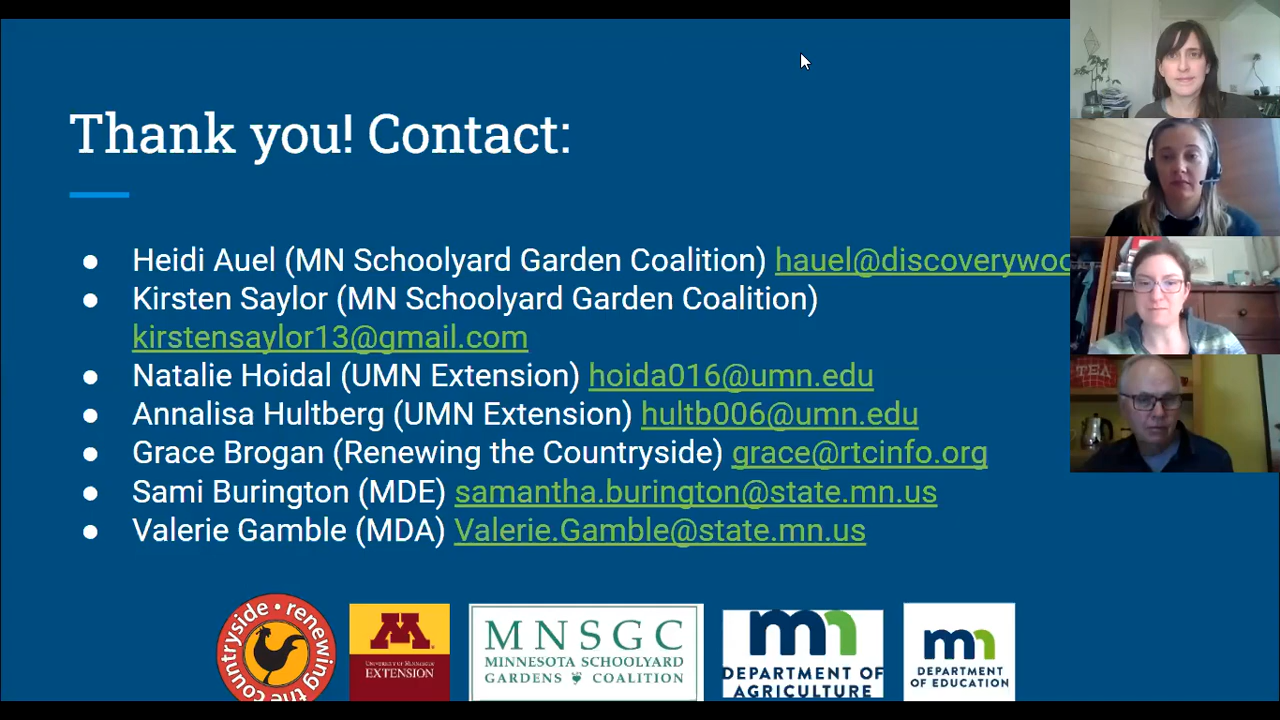 Thank you! Contact:
● Heidi Auel (MN Schoolyard Garden Coalition) hauel@discoverywoo
● Kirsten Saylor (MN Schoolyard Garden Coalition)
kirstensaylor13@gmail.com
● Natalie Hoidal (UMN Extension) hoida016@umn.edu
● Annalisa Hultberg (UMN Extension) hultb006@umn.edu
● Grace Brogan (Renewing the Countryside) grace@rtcinfo.org
● Sami Burington (MDE) samantha.burington@state.mn.us
● Valerie Gamble (MDA) Valerie.Gamble@state.mn.us
TEA
renewing the countryside
M
UNIVERSITY OF MINNESOTA
EXTENSION
MNSGC
MINNESOTA SCHOOLYARD
GARDENS COALITION
mn
DEPARTMENT OF
AGRICULTURE
mn
DEPARTMENT
OF EDUCATION